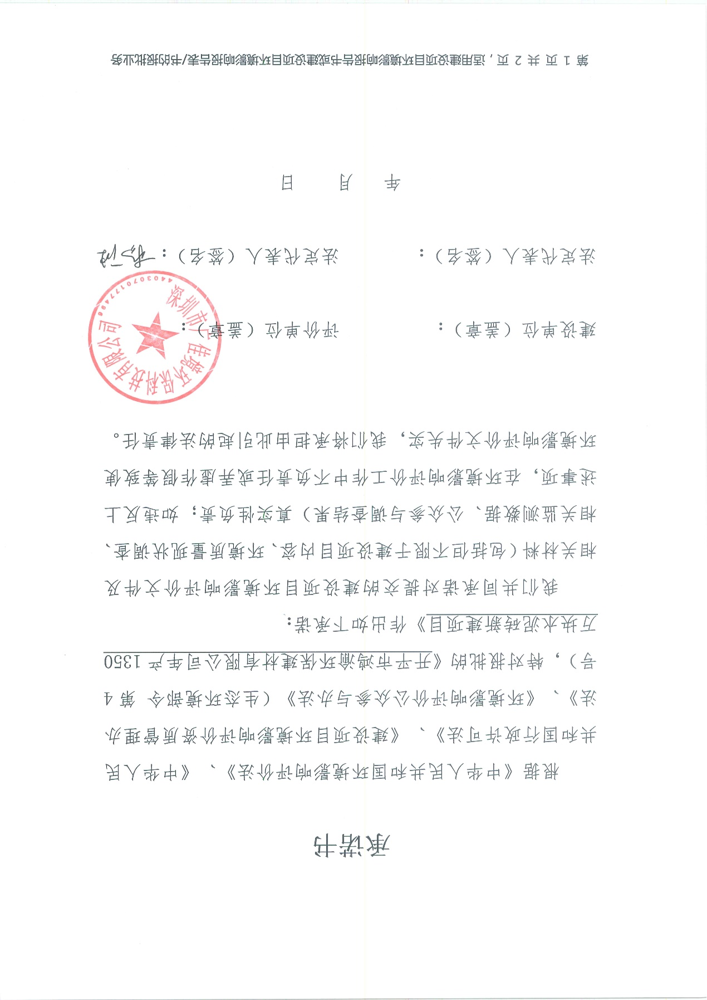 承诺书
根据《中华人民共和国环境影响评价法》、《中华人民
共和国行政许可法》、《建设项目环境影响评价资质管理办
法》、《环境影响评价公众参与办法》（生态环境部令 第 4
号），特对报批的《开平市鸿渝环保建材有限公司年产 1350
万块水泥砖新建项目》作出如下承诺：
我们共同承诺对提交的建设项目环境影响评价文件及
相关材料（包括但不限于建设项目内容、环境质量现状调查、
相关监测数据、公众参与调查结果）真实性负责；如违反上
述事项，在环境影响评价工作中不负责任或弄虚作假等致使
环境影响评价文件失实，我们将承担由此引起的法律责任。
建设单位（盖章）： 评价单位（盖章）：
深圳市广佳境环保科技有限公司
4403070177496
法定代表人（签名）： 法定代表人（签名）：
年 月 日
第 1 页 共 2 页，适用建设项目环境影响报告书或建设项目环境影响报告表/书的报批业务